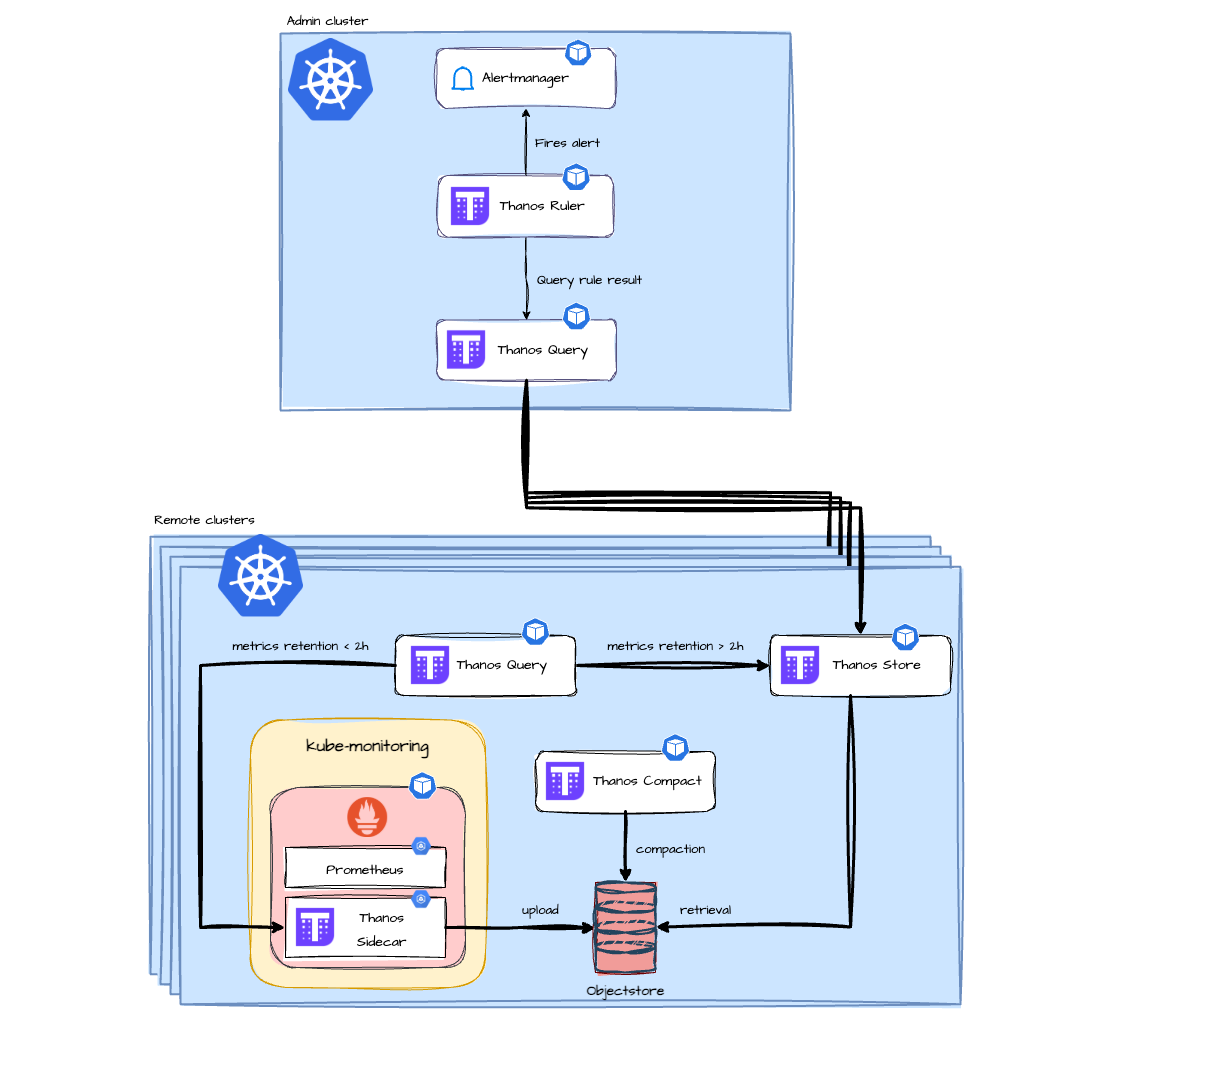 Admin cluster
Alertmanager
Fires alert
Thanos Ruler
Query rule result
Thanos Query
Remote clusters
metrics retention < 2h
Thanos Query
metrics retention > 2h
Thanos Store
kube-monitoring
Thanos Compact
compaction
Prometheus
Thanos
Sidecar
upload
retrieval
Objectstore